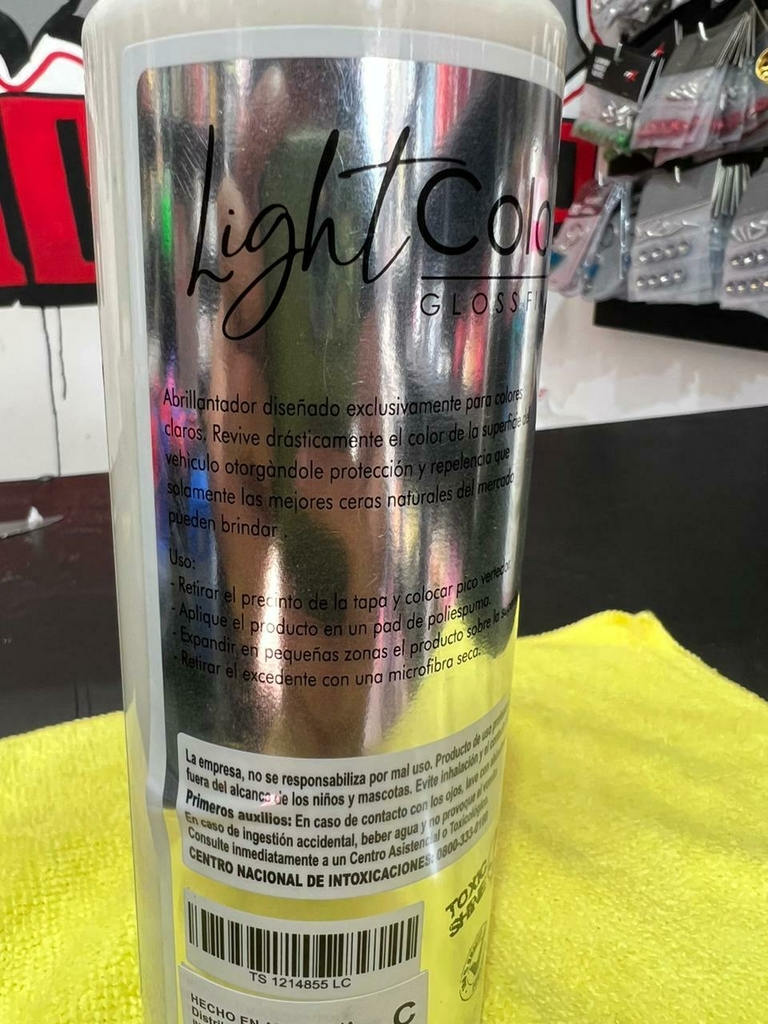 Light Colo
GLOSS FI
Abrillantador diseñado exclusivamente para colores
claros. Revive drásticamente el color de la superficie del
vehiculo otorgàndole protección y repelencia que
solamente las mejores ceras naturales del mercado
pueden brindar .
Uso:
- Retirar el precinto de la tapa y colocar pico vertedor
- Aplique el producto en un pad de poliespuma.
- Expandir en pequeñas zonas el producto sobre la
- Retirar el excedente con una microfibra seca.
La empresa, no se responsabiliza por mal uso. Producto de uso
fuera del alcance de los niños y mascotas. Evite inhalación y
Primeros auxilios: En caso de contacto con los ojos, lave con
En caso de ingestión accidental, beber agua y no provoque el vómito
Consulte inmediatamente a un Centro Asistencial o Toxicológico.
CENTRO NACIONAL DE INTOXICACIONES: 0800-333-0160
TOXIC
SHINE
TS 1214855 LC
HECHO EN
C